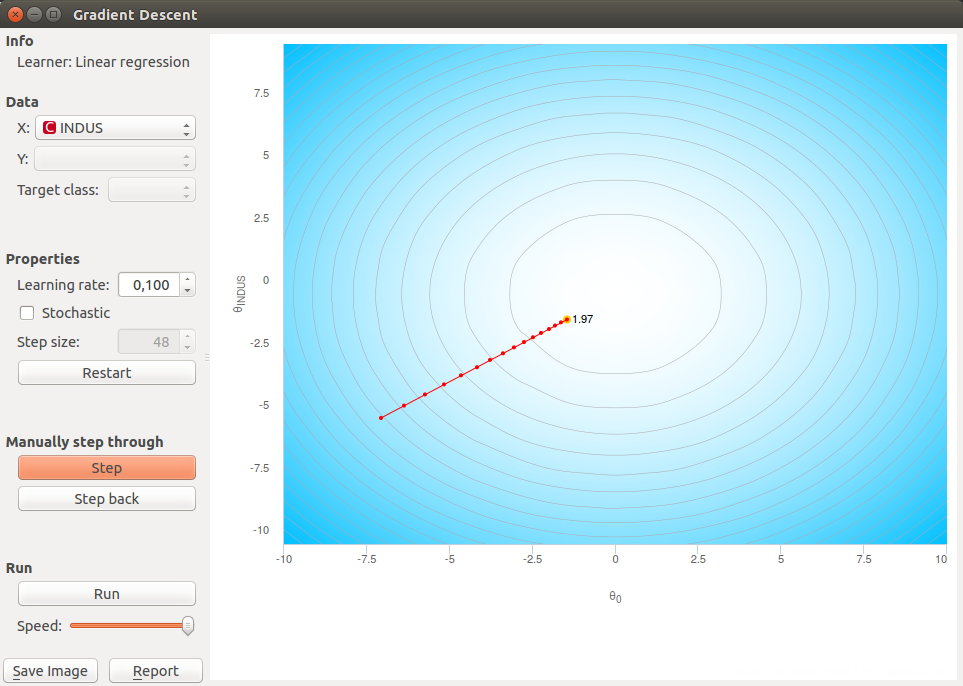 Gradient Descent
Info
Learner: Linear regression
Data
X: C INDUS
Y:
Target class:
Properties
Learning rate: 0,100
Stochastic
Step size: 48
Restart
Manually step through
Step
Step back
Run
Run
Speed:
Save Image Report
7.5
5
2.5
0
-2.5
-5
-7.5
-10
θINDUS
1.97
-10 -7.5 -5 -2.5 0 2.5 5 7.5 10
θ0